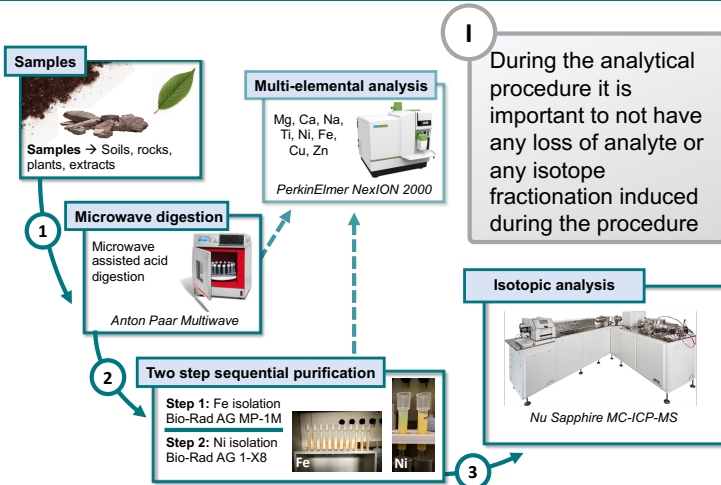 Samples
Samples → Soils, rocks,
plants, extracts
1
Microwave digestion
Microwave
assisted acid
digestion
Anton Paar Multwave
2
Two step sequential purification
Step 1: Fe isolation
Bio-Rad AG MP-1M
Step 2: Ni isolation
Bio-Rad AG 1-X8
Fe
Ni
3
Multi-elemental analysis
Mg, Ca, Na,
Ti, Ni, Fe,
Cu, Zn
PerkinElmer NexION 2000
I
During the analytical
procedure it is
important to not have
any loss of analyte or
any isotope
fractionation induced
during the procedure
Isotopic analysis
Nu Sapphire MC-ICP-MS